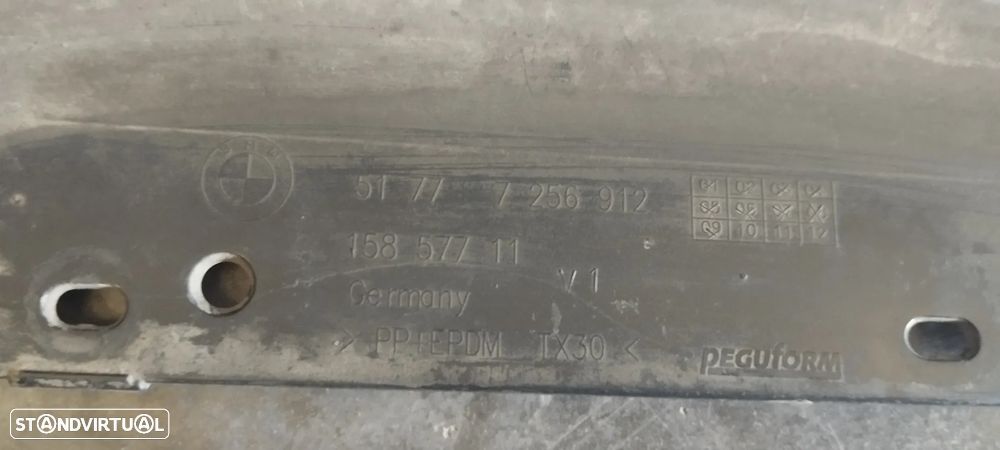 BMW
51 77 7 256 912
01 02 03 04
05 06 07 08
09 10 11 12
158 577 11
V1
Germany
> PP+EPDM TX30 <
PEGUFORM
STANDVIRTUAL